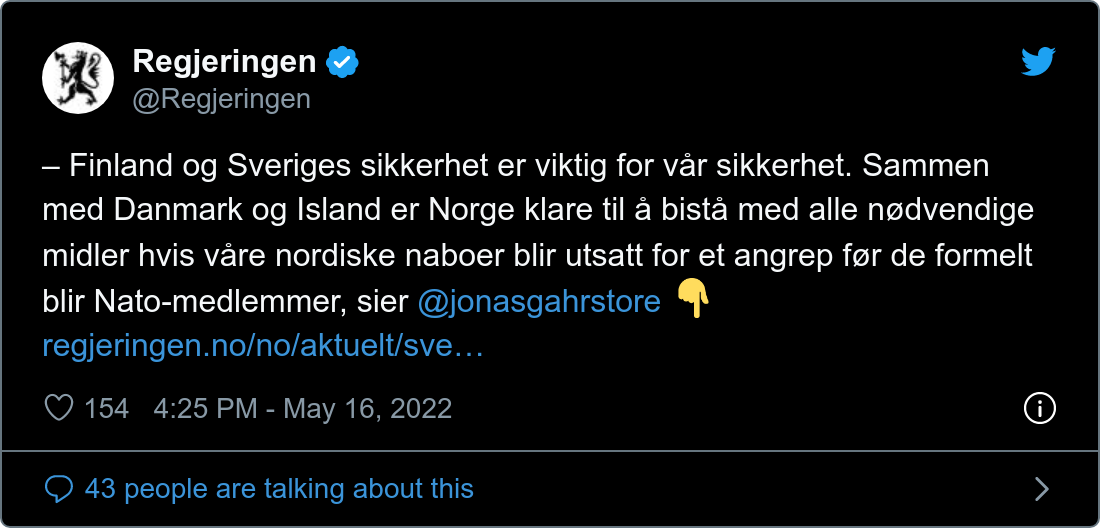 Regjeringen
@Regjeringen
– Finland og Sveriges sikkerhet er viktig for vår sikkerhet. Sammen
med Danmark og Island er Norge klare til å bistå med alle nødvendige
midler hvis våre nordiske naboer blir utsatt for et angrep før de formelt
blir Nato-medlemmer, sier @jonasgahrstore 👇
regjeringen.no/no/aktuelt/sve…
154 4:25 PM - May 16, 2022
43 people are talking about this